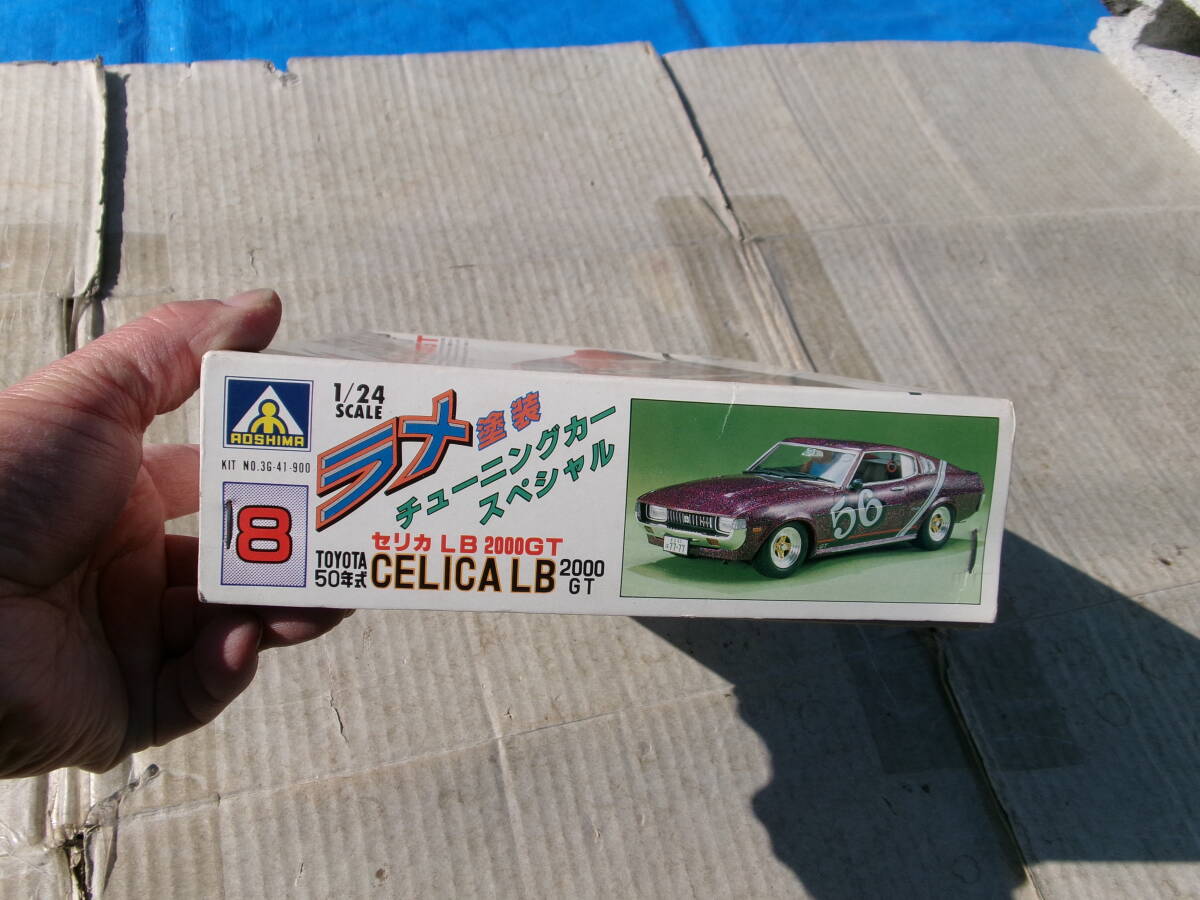 AOSHIMA
KIT NO.3G-41-900
8
1/24
SCALE
ラメ塗装
チューニングカー
スペシャル
セリカ LB 2000GT
TOYOTA
50年式
CELICA LB 2000
GT
56
77-77